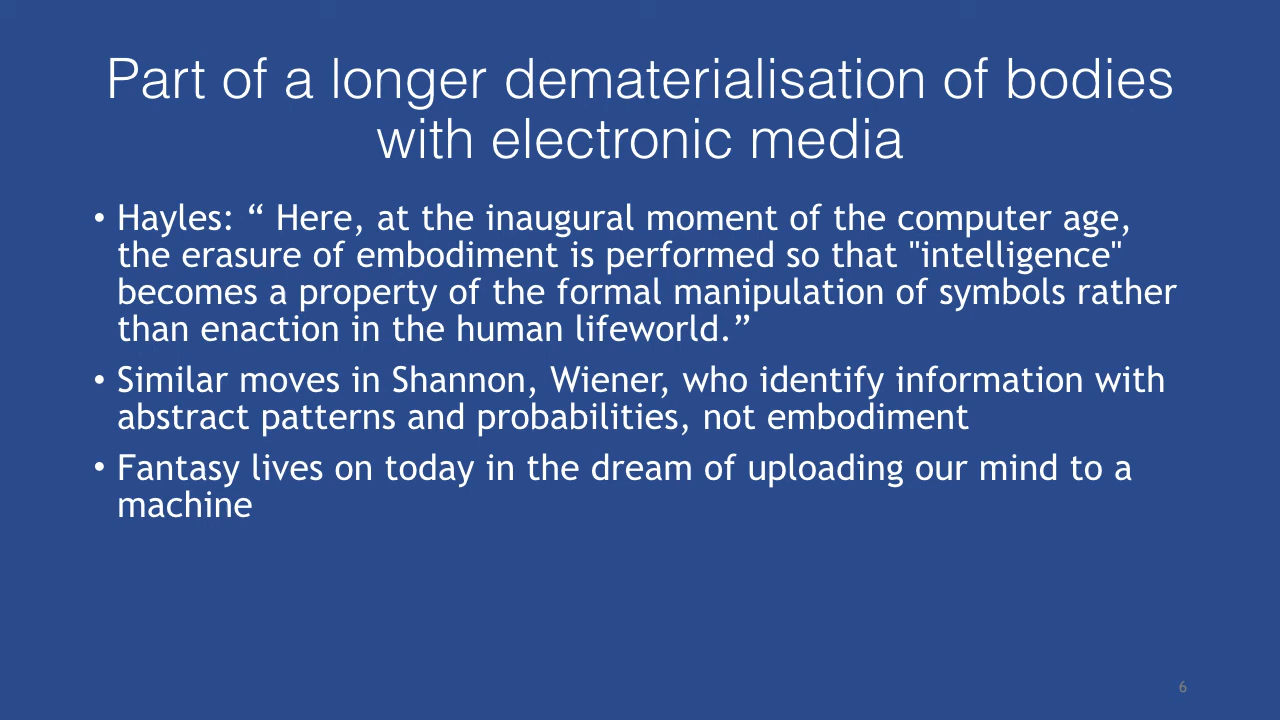 Part of a longer dematerialisation of bodies
with electronic media
• Hayles: “ Here, at the inaugural moment of the computer age,
the erasure of embodiment is performed so that "intelligence"
becomes a property of the formal manipulation of symbols rather
than enaction in the human lifeworld.”
• Similar moves in Shannon, Wiener, who identify information with
abstract patterns and probabilities, not embodiment
• Fantasy lives on today in the dream of uploading our mind to a
machine
6